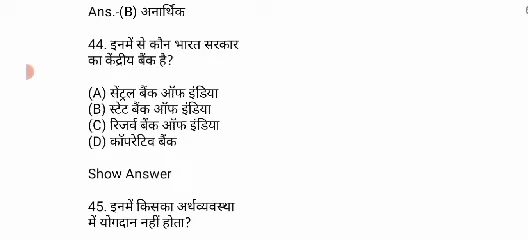 Ans.-(B) अनार्थिक
44. इनमें से कौन भारत सरकार
का केंद्रीय बैंक है?
(A) सेंट्रल बैंक ऑफ इंडिया
(B) स्टेट बैंक ऑफ इंडिया
(C) रिजर्व बैंक ऑफ इंडिया
(D) कॉपरेटिव बैंक
Show Answer
45. इनमें किसका अर्थव्यवस्था
में योगदान नहीं होता?